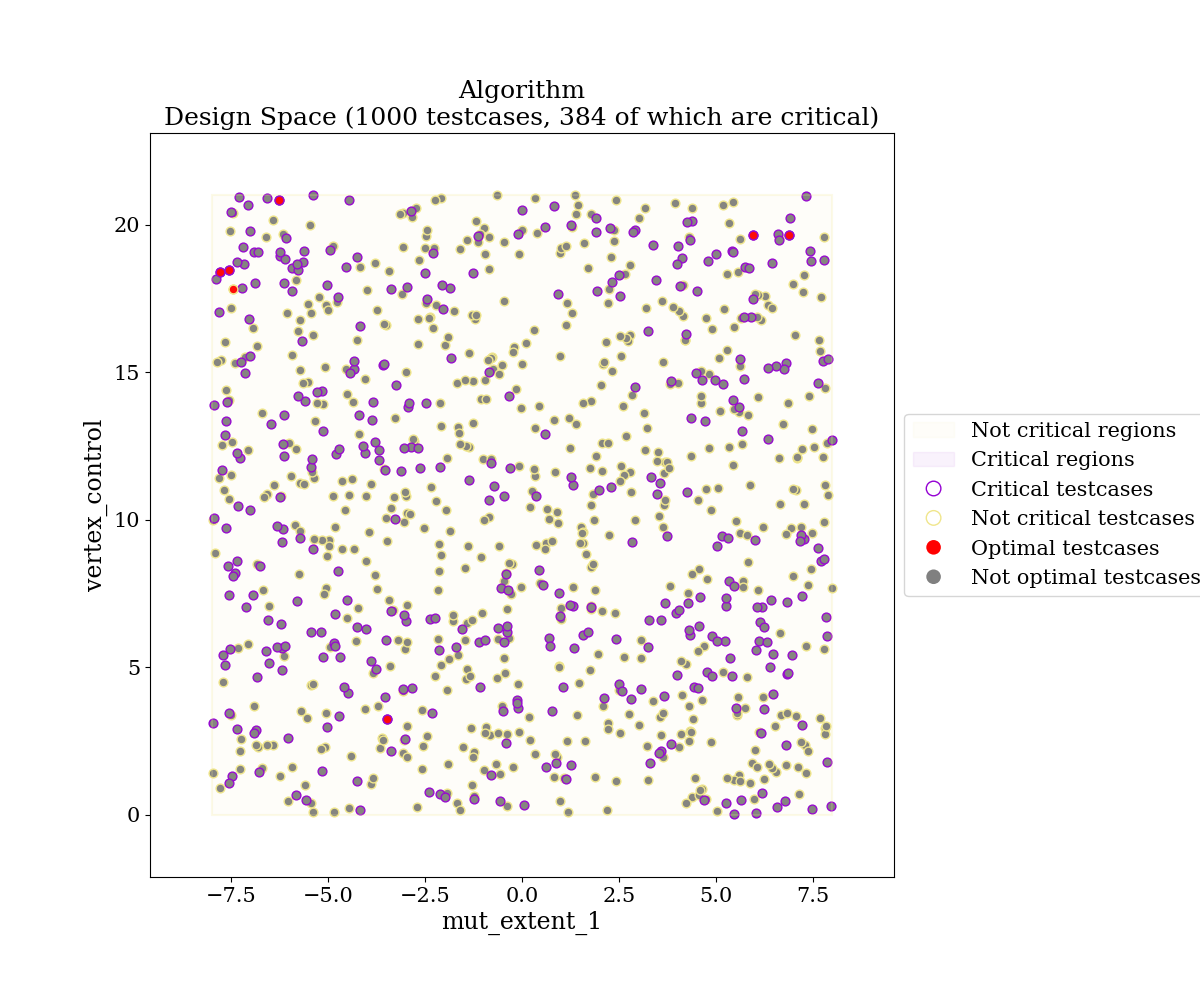 Algorithm
Design Space (1000 testcases, 384 of which are critical)
20
15
10
5
0
vertex_control
−7.5
−5.0
−2.5
0.0
2.5
5.0
7.5
mut_extent_1
Not critical regions
Critical regions
Critical testcases
Not critical testcases
Optimal testcases
Not optimal testcases